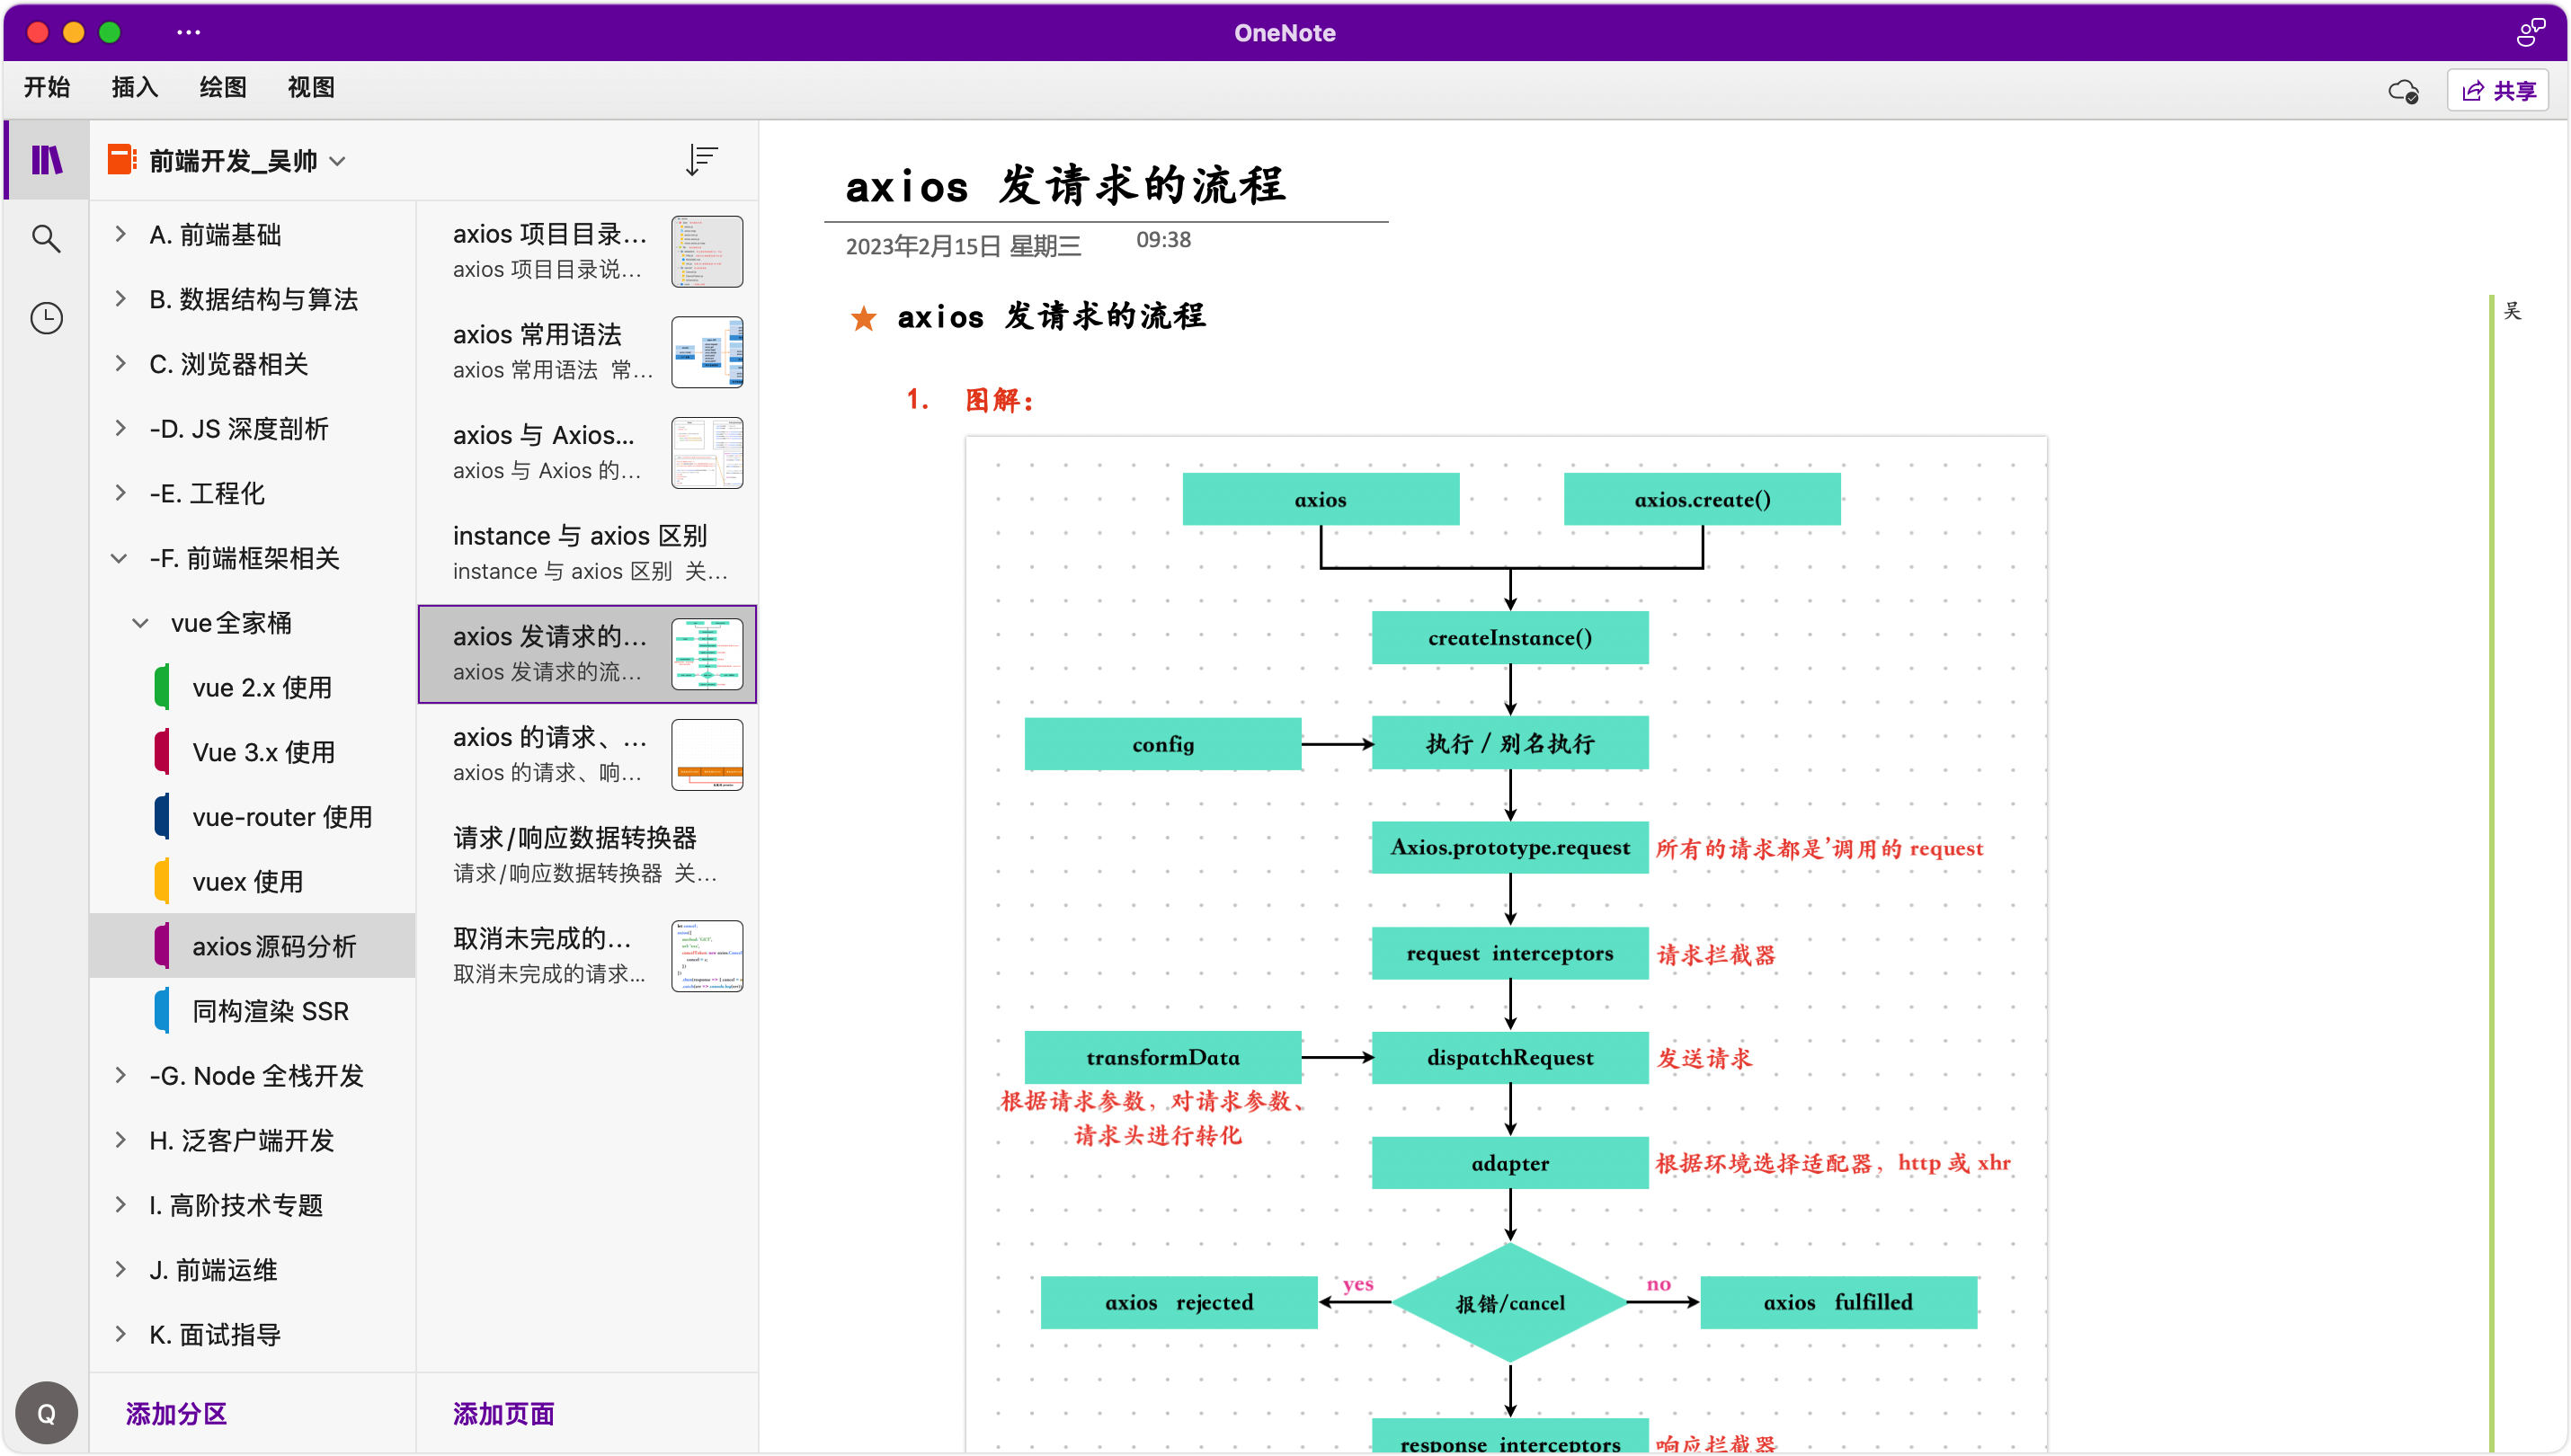 OneNote
开始 插入 绘图 视图
共享
前端开发_吴帅
A. 前端基础
B. 数据结构与算法
C. 浏览器相关
-D. JS 深度剖析
-E. 工程化
-F. 前端框架相关
vue全家桶
vue 2.x 使用
Vue 3.x 使用
vue-router 使用
vuex 使用
axios源码分析
同构渲染 SSR
-G. Node 全栈开发
H. 泛客户端开发
I. 高阶技术专题
J. 前端运维
K. 面试指导
添加分区
Q
axios 项目目录...
axios 项目目录说...
axios 常用语法
axios 常用语法 常...
axios 与 Axios...
axios 与 Axios 的...
instance 与 axios 区别
instance 与 axios 区别 关...
axios 发请求的...
axios 发请求的流...
axios 的请求、...
axios 的请求、响...
请求/响应数据转换器
请求/响应数据转换器 关...
取消未完成的...
取消未完成的请求...
添加页面
axios 发请求的流程
2023年2月15日 星期三 09:38
axios 发请求的流程
吴
1. 图解：
axios
axios.create()
createInstance()
config
执行 / 别名执行
Axios.prototype.request
所有的请求都是'调用的 request
request interceptors
请求拦截器
transformData
dispatchRequest
发送请求
根据请求参数，对请求参数、
请求头进行转化
adapter
根据环境选择适配器，http 或 xhr
axios rejected
yes
报错/cancel
no
axios fulfilled
response interceptors
响应拦截器